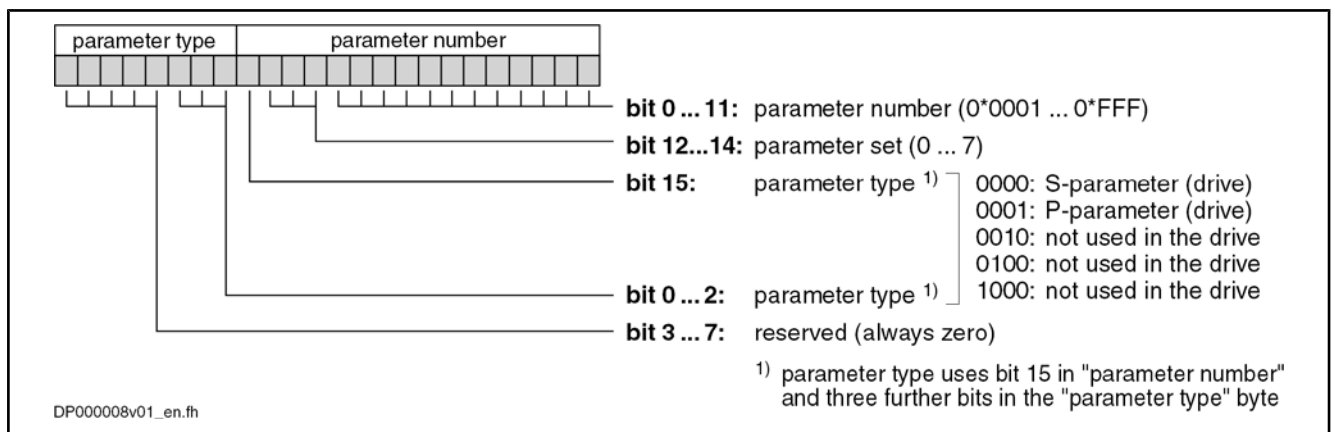 parameter type parameter number
bit 0 ... 11: parameter number (0*0001 ... 0*FFF)
bit 12...14: parameter set (0 ... 7)
bit 15: parameter type 1) 0000: S-parameter (drive)
0001: P-parameter (drive)
0010: not used in the drive
0100: not used in the drive
bit 0 ... 2: parameter type 1) 1000: not used in the drive
bit 3 ... 7: reserved (always zero)
1) parameter type uses bit 15 in "parameter number"
and three further bits in the "parameter type" byte
DP000008v01_en.fh